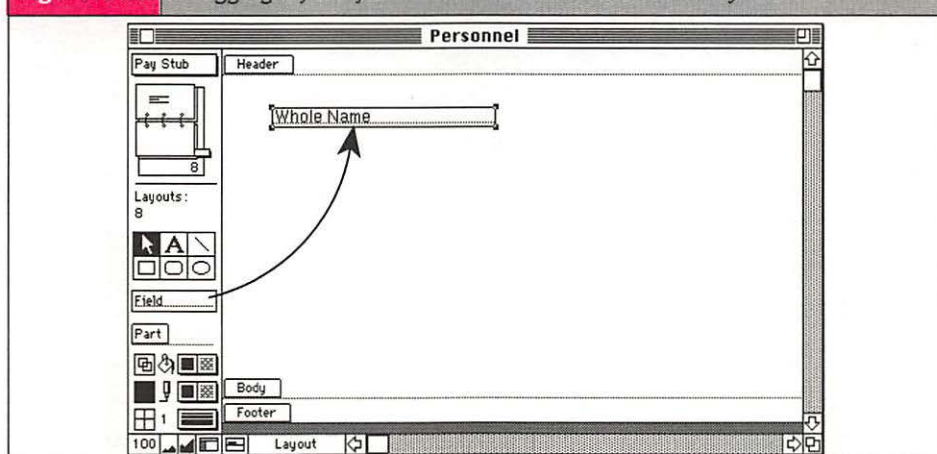 Personnel
Pay Stub
Header
Whole Name
8
Layouts:
8
A
Field
Part
Body
1
Footer
100
Layout